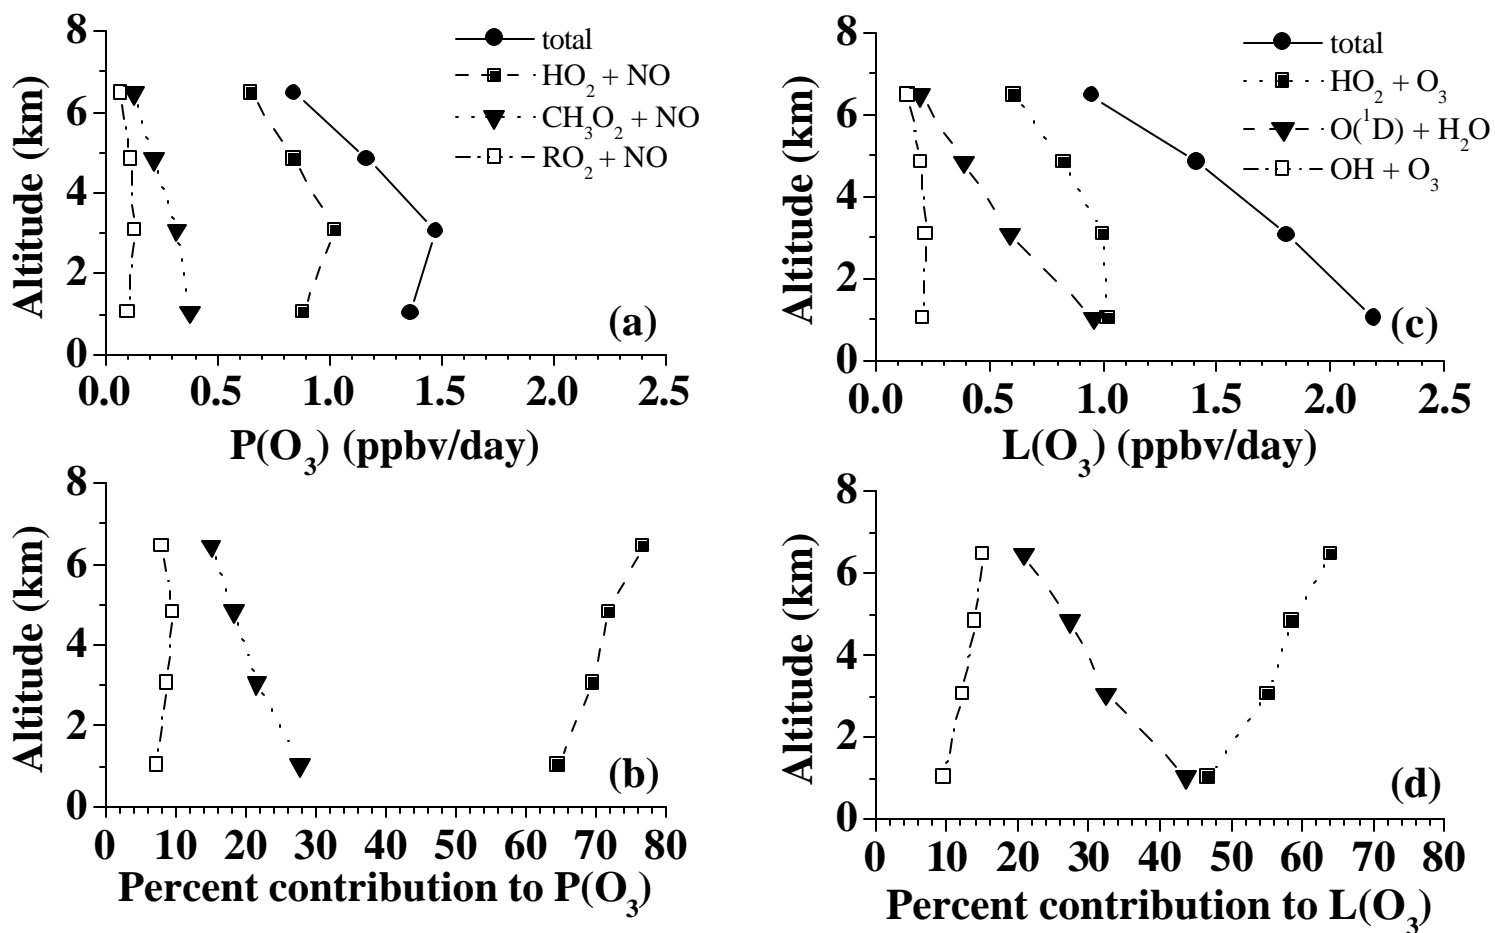 total
HO2 + NO
CH3O2 + NO
RO2 + NO
8
6
4
2
0
Altitude (km)
(a)
0.0 0.5 1.0 1.5 2.0 2.5
P(O3) (ppbv/day)
total
HO2 + O3
O(1D) + H2O
OH + O3
8
6
4
2
0
Altitude (km)
(c)
0.0 0.5 1.0 1.5 2.0 2.5
L(O3) (ppbv/day)
8
6
4
2
0
Altitude (km)
(b)
0 10 20 30 40 50 60 70 80
Percent contribution to P(O3)
8
6
4
2
0
Altitude (km)
(d)
0 10 20 30 40 50 60 70 80
Percent contribution to L(O3)